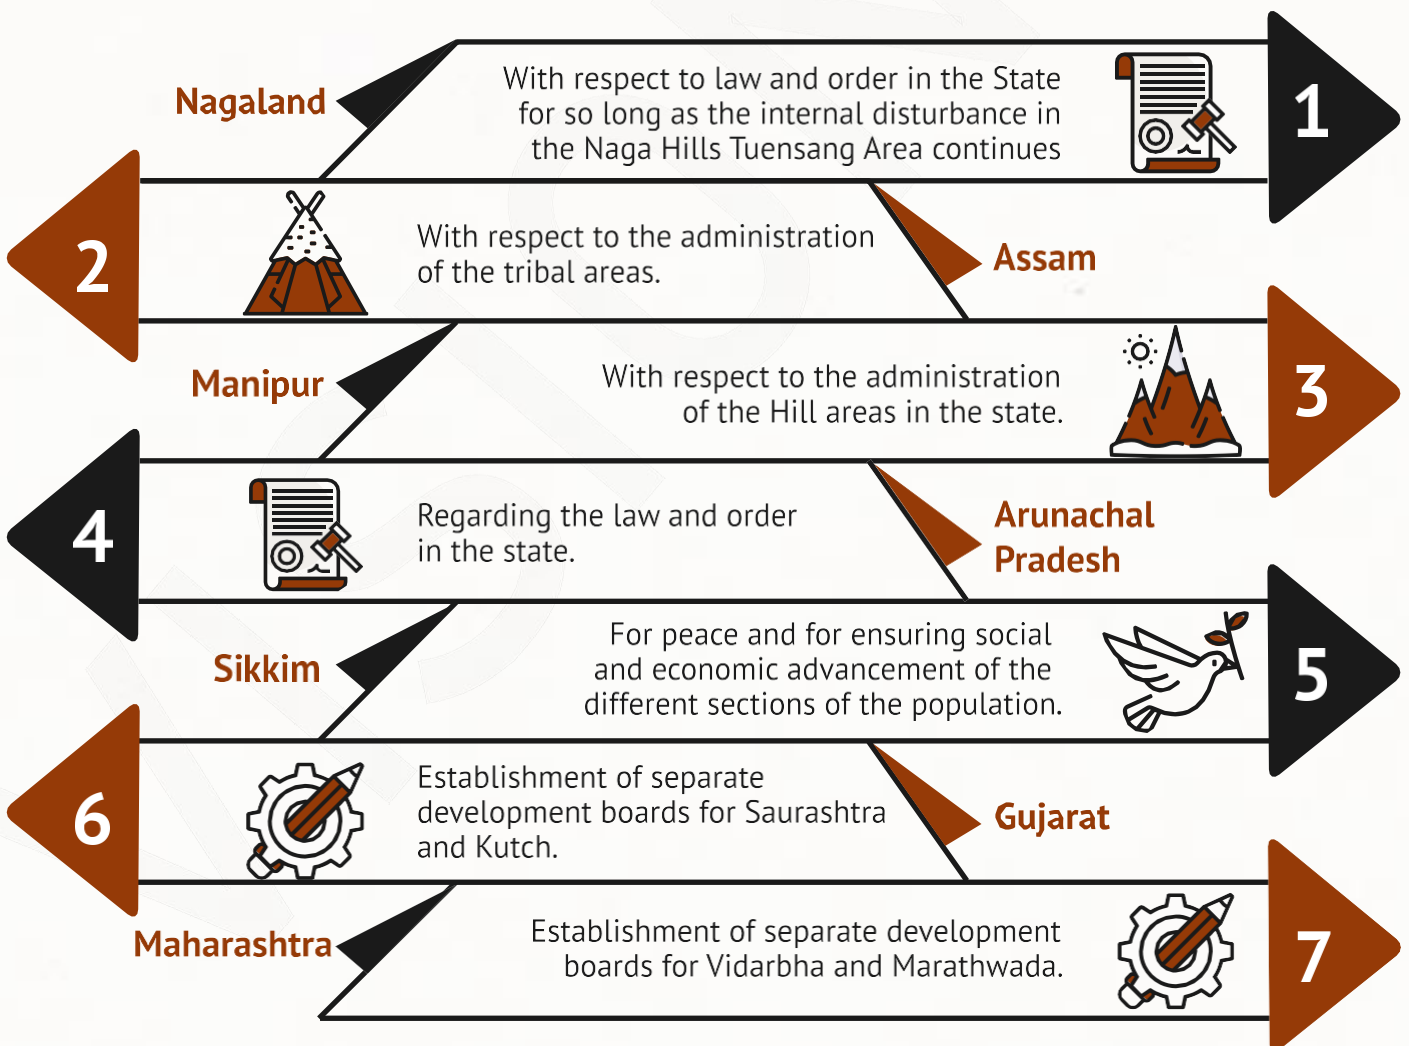 1
Nagaland
With respect to law and order in the State
for so long as the internal disturbance in
the Naga Hills Tuensang Area continues
2
With respect to the administration
of the tribal areas.
Assam
3
Manipur
With respect to the administration
of the Hill areas in the state.
4
Regarding the law and order
in the state.
Arunachal
Pradesh
5
Sikkim
For peace and for ensuring social
and economic advancement of the
different sections of the population.
6
Establishment of separate
development boards for Saurashtra
and Kutch.
Gujarat
7
Maharashtra
Establishment of separate development
boards for Vidarbha and Marathwada.